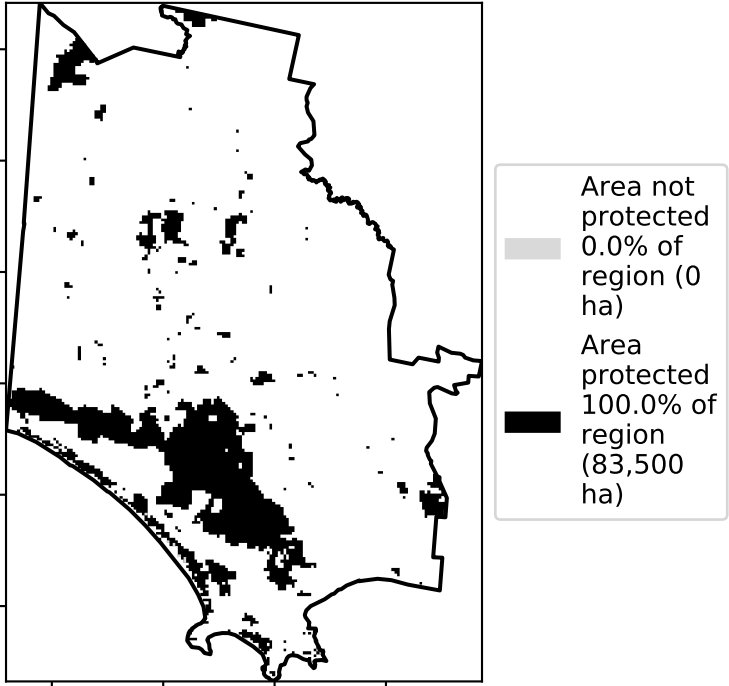 Area not
protected
0.0% of
region (0
ha)
Area
protected
100.0% of
region
(83,500
ha)